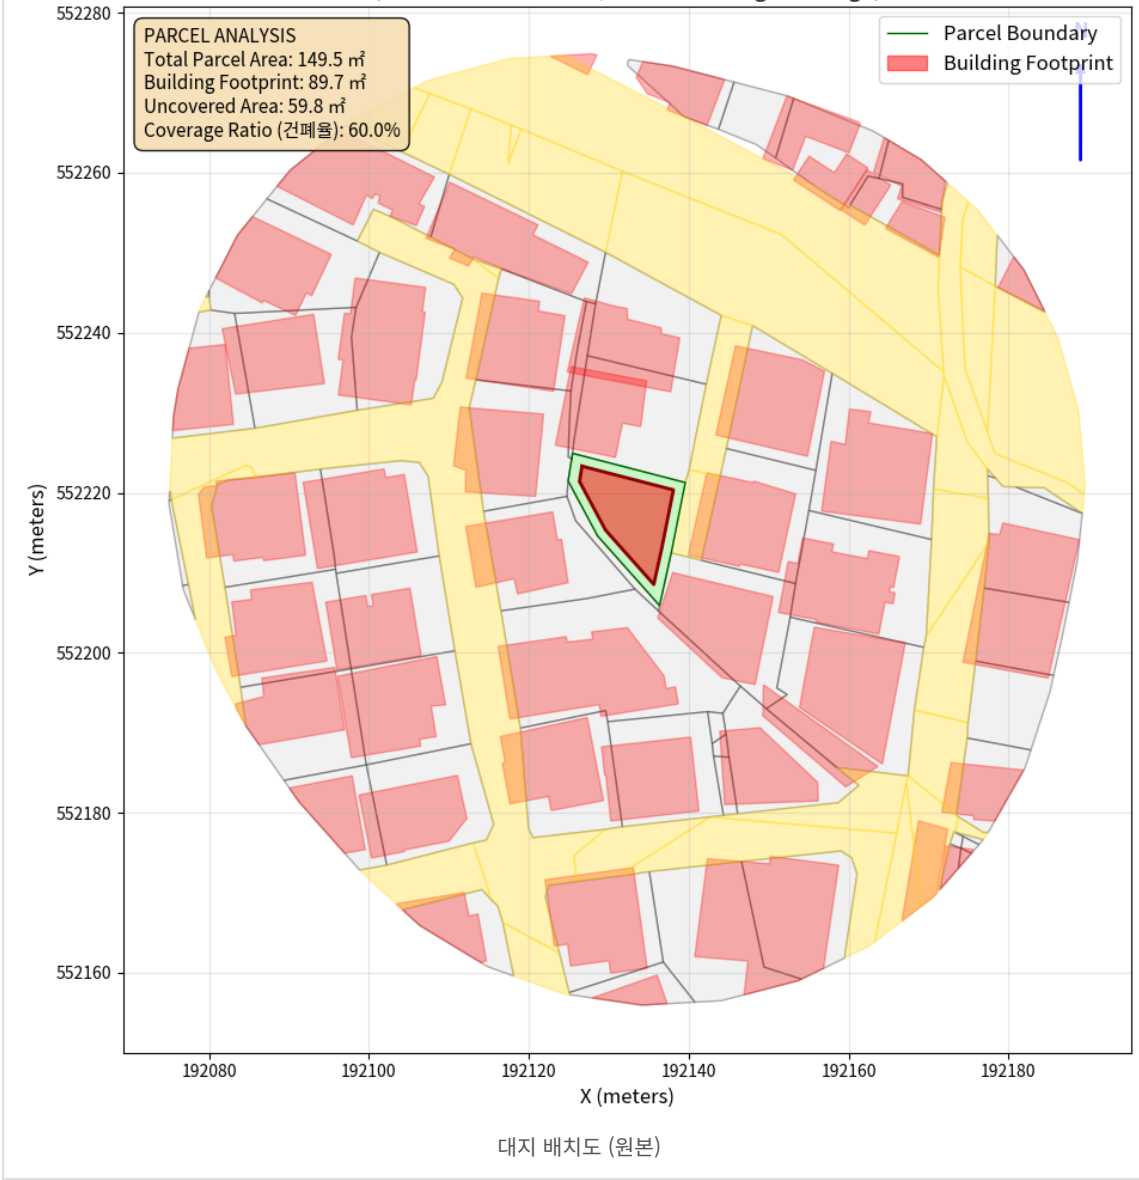 552280
PARCEL ANALYSIS
Total Parcel Area: 149.5 ㎡
Building Footprint: 89.7 ㎡
Uncovered Area: 59.8 ㎡
Coverage Ratio (건폐율): 60.0%
N
Parcel Boundary
Building Footprint
552260
552240
552220
552200
552180
552160
Y (meters)
192080 192100 192120 192140 192160 192180
X (meters)
대지 배치도 (원본)